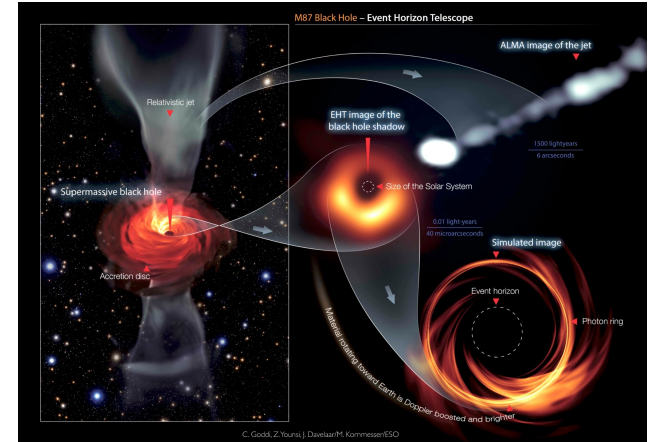 M87 Black Hole – Event Horizon Telescope
ALMA image of the jet
Relativistic jet
EHT image of the
black hole shadow
1300 lightyears
6 arcseconds
Supermassive black hole
Size of the Solar System
0.01 light-years
40 microarcseconds
Simulated image
Accretion disc
Event horizon
Photon ring
Material rotating toward Earth is Doppler boosted and brighter
C. Goddi, Z.Younsi, J. Davelaar/M. Kornmesser/ESO